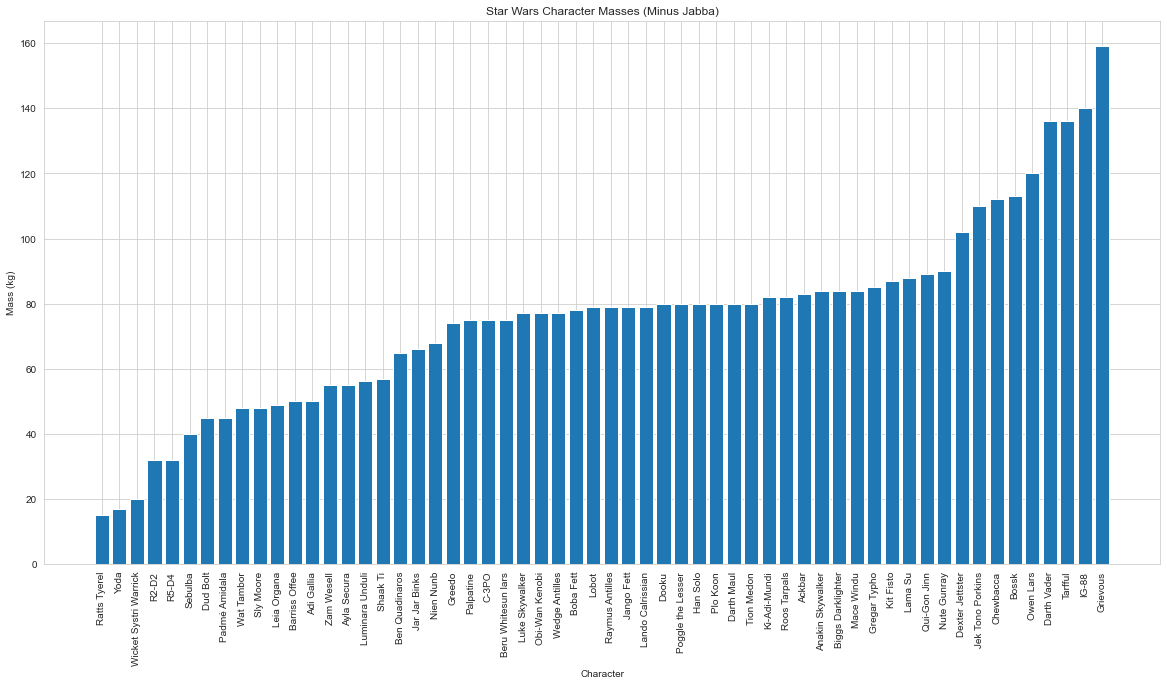 Star Wars Character Masses (Minus Jabba)
160
140
120
100
80
60
40
20
0
Mass (kg)
Ratts Tyerel
Yoda
Wicket Systri Warrick
R2-D2
R5-D4
Sebulba
Dud Bolt
Padmé Amidala
Wat Tambor
Sly Moore
Leia Organa
Barriss Offee
Adi Gallia
Zam Wesell
Ayla Secura
Luminara Unduli
Shaak Ti
Ben Quadinaros
Jar Jar Binks
Nien Nunb
Greedo
Palpatine
C-3PO
Beru Whitesun lars
Luke Skywalker
Obi-Wan Kenobi
Wedge Antilles
Boba Fett
Lobot
Raymus Antilles
Jango Fett
Lando Calrissian
Dooku
Poggle the Lesser
Han Solo
Plo Koon
Darth Maul
Tion Medon
Ki-Adi-Mundi
Roos Tarpals
Ackbar
Anakin Skywalker
Biggs Darklighter
Mace Windu
Gregar Typho
Kit Fisto
Lama Su
Qui-Gon Jinn
Nute Gunray
Dexter Jettster
Jek Tono Porkins
Chewbacca
Bossk
Owen Lars
Darth Vader
Tarfful
IG-88
Grievous
Character